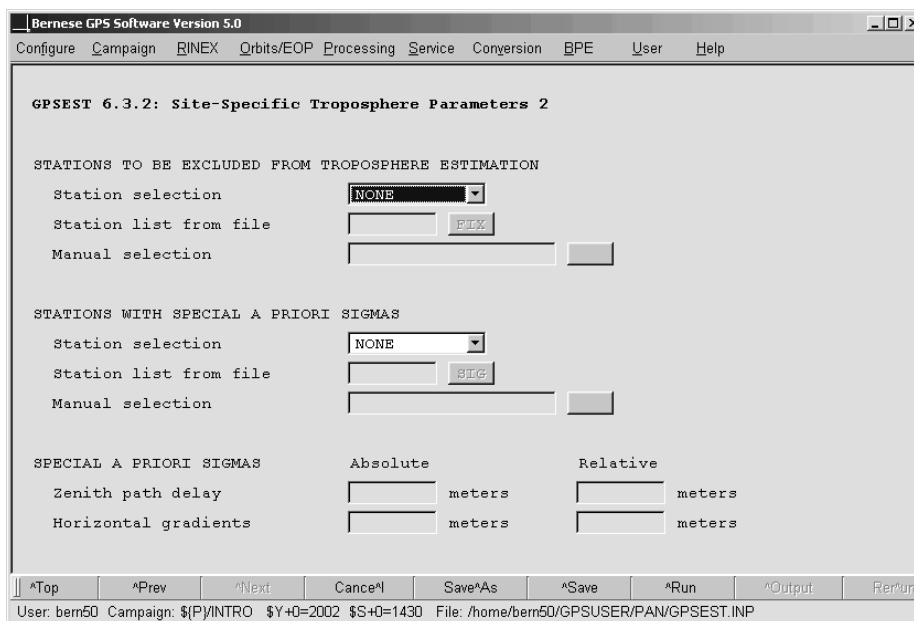 Bernese GPS Software Version 5.0
Configure Campaign RINEX Orbits/EOP Processing Service Conversion BPE User Help
GPSEST 6.3.2: Site-Specific Troposphere Parameters 2
STATIONS TO BE EXCLUDED FROM TROPOSPHERE ESTIMATION
Station selection NONE
Station list from file FIX
Manual selection
STATIONS WITH SPECIAL A PRIORI SIGMAS
Station selection NONE
Station list from file SIG
Manual selection
SPECIAL A PRIORI SIGMAS Absolute Relative
Zenith path delay meters meters
Horizontal gradients meters meters
^Top ^Prev ^Next Cance^l Save^As ^Save ^Run ^Output Rer^un
User: bern50 Campaign: ${P}/INTRO $Y+0=2002 $S+0=1430 File: /home/bern50/GPSUSER/PAN/GPSEST.INP